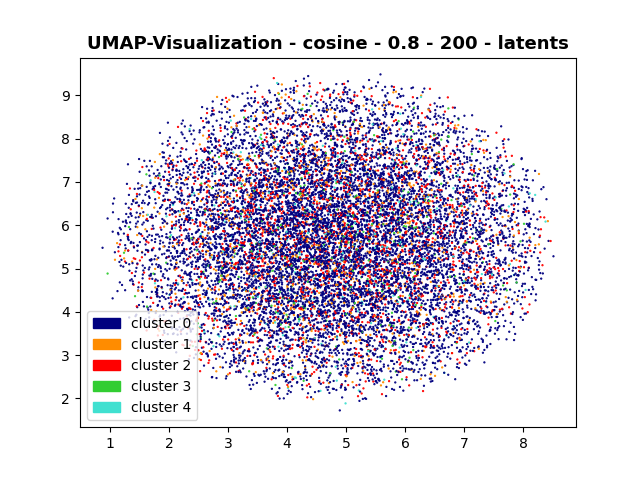 UMAP-Visualization - cosine - 0.8 - 200 - latents
9
8
7
6
5
4
3
2
cluster 0
cluster 1
cluster 2
cluster 3
cluster 4
1 2 3 4 5 6 7 8